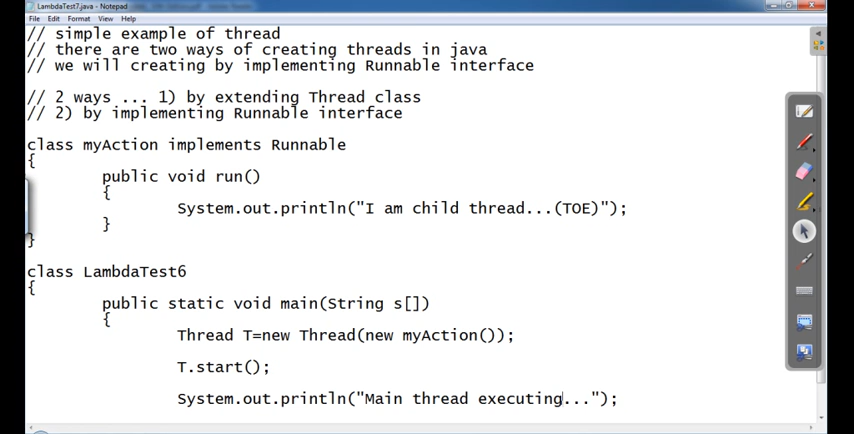 LambdaTest7.java - Notepad
File Edit Format View Help
// simple example of thread
// there are two ways of creating threads in java
// we will creating by implementing Runnable interface
// 2 ways ... 1) by extending Thread class
// 2) by implementing Runnable interface
class myAction implements Runnable
{
public void run()
{
System.out.println("I am child thread...(TOE)");
}
}
class LambdaTest6
{
public static void main(String s[])
{
Thread T=new Thread(new myAction());
T.start();
System.out.println("Main thread executing...");